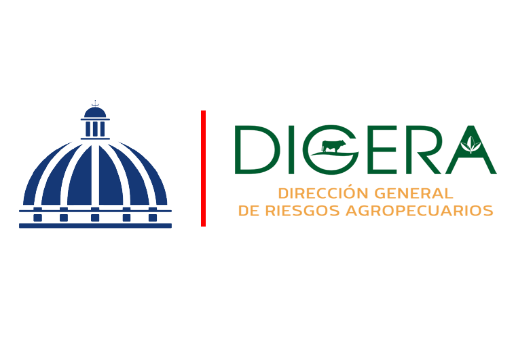 DIGERA
DIRECCIÓN GENERAL
DE RIESGOS AGROPECUARIOS